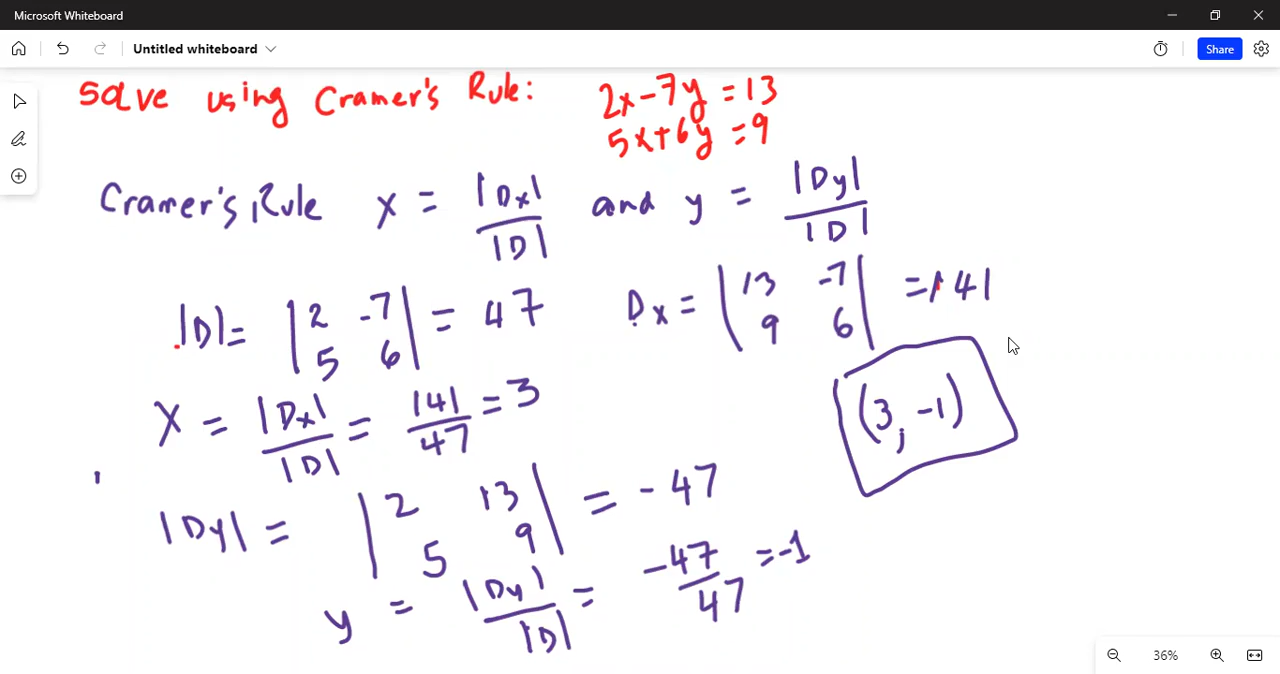 Microsoft Whiteboard
Untitled whiteboard
Share
Solve using Cramer's Rule: 2x-7y=13
5x+6y=9
Cramer's Rule x = |Dx|/|D| and y = |Dy|/|D|
|D|= |2 -7| = 47
|5 6|
Dx = |13 -7| =141
|9 6|
X = |Dx|/|D| = 141/47 = 3
(3, -1)
|Dy| = |2 13| = -47
|5 9|
y = |Dy|/|D| = -47/47 = -1
36%